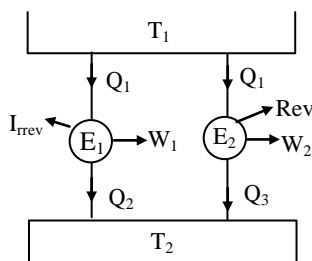 T₁
Q₁ Q₁
Iᵣᵣₑᵥ Rev
E₁ W₁ E₂ W₂
Q₂ Q₃
T₂